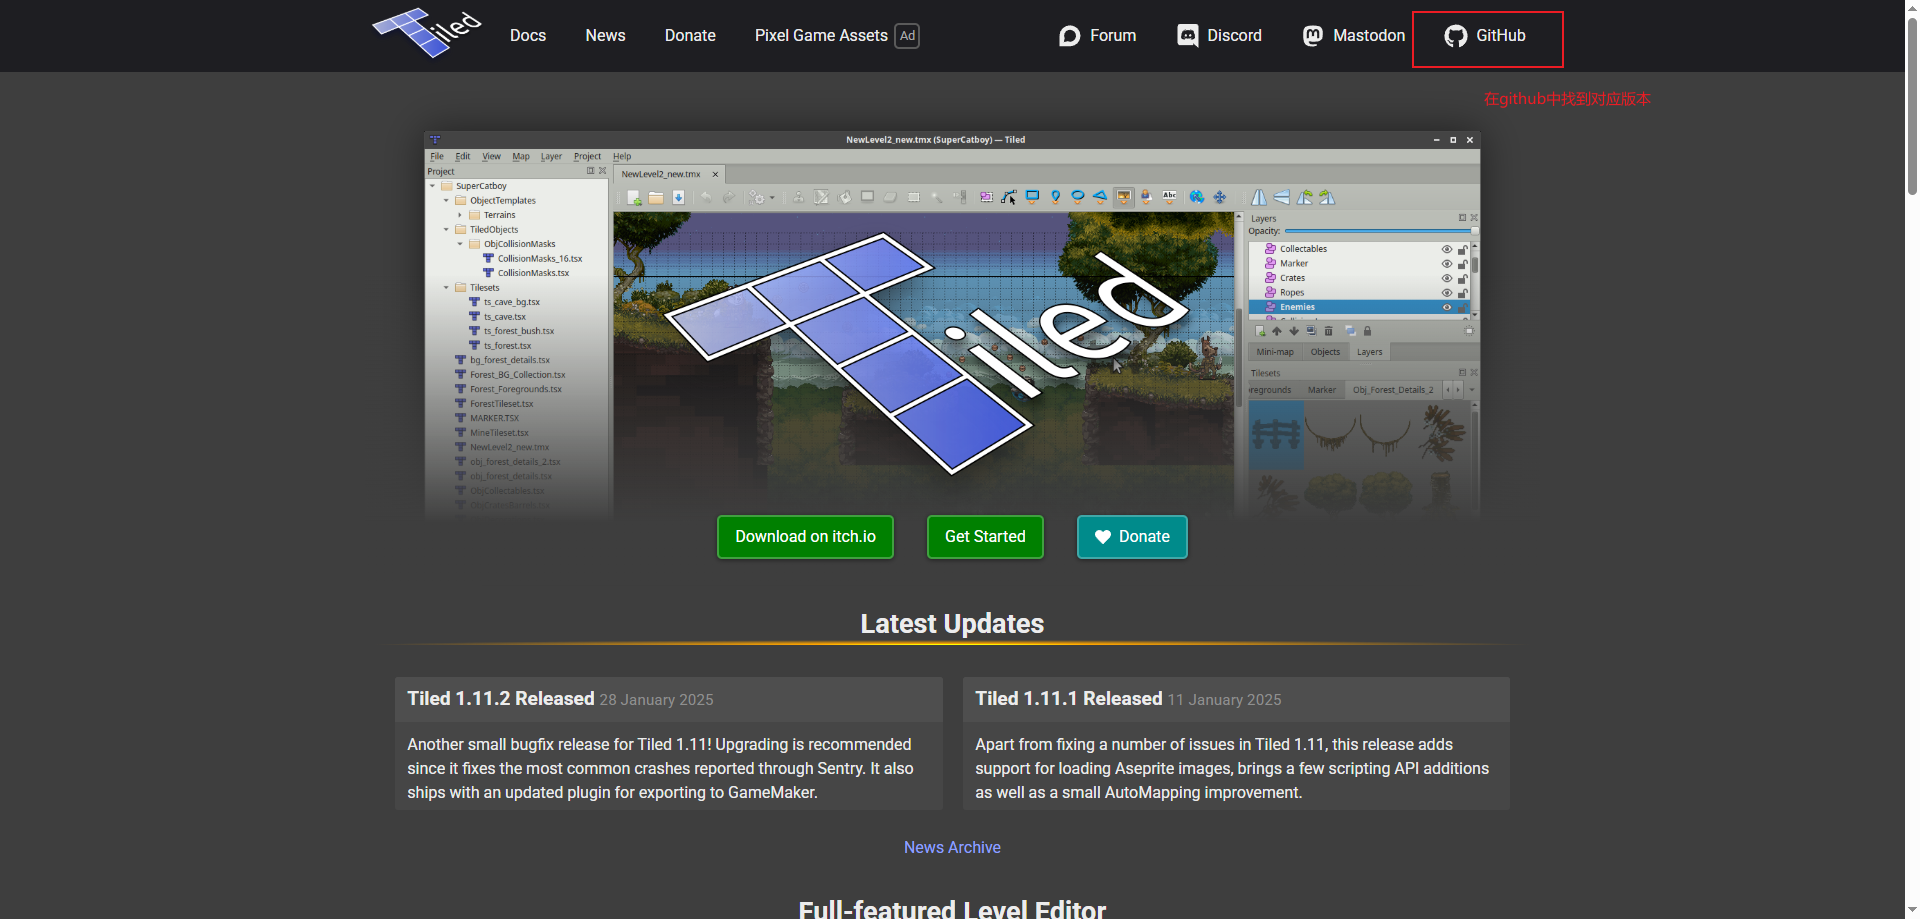 Tiled
Docs
News
Donate
Pixel Game Assets Ad
Forum
Discord
Mastodon
GitHub
在github中找到对应版本
NewLevel2_new.tmx (SuperCatboy) — Tiled
File Edit View Map Layer Project Help
Project
SuperCatboy
ObjectTemplates
Terrains
TiledObjects
ObjCollisionMasks
CollisionMasks_16.tsx
CollisionMasks.tsx
Tilesets
ts_cave_bg.tsx
ts_cave.tsx
ts_forest_bush.tsx
ts_forest.tsx
bg_forest_details.tsx
Forest_BG_Collection.tsx
Forest_Foregrounds.tsx
ForestTileset.tsx
MARKER.TSX
MineTileset.tsx
NewLevel2_new.tmx
obj_forest_details_2.tsx
obj_forest_details.tsx
ObjCollectables.tsx
NewLevel2_new.tmx
Abc
Tiled
Layers
Opacity:
Collectables
Marker
Crates
Ropes
Enemies
Mini-map Objects Layers
Tilesets
regrounds Marker Obj_Forest_Details_2
Download on itch.io
Get Started
Donate
Latest Updates
Tiled 1.11.2 Released 28 January 2025
Another small bugfix release for Tiled 1.11! Upgrading is recommended
since it fixes the most common crashes reported through Sentry. It also
ships with an updated plugin for exporting to GameMaker.
Tiled 1.11.1 Released 11 January 2025
Apart from fixing a number of issues in Tiled 1.11, this release adds
support for loading Aseprite images, brings a few scripting API additions
as well as a small AutoMapping improvement.
News Archive
Full-featured Level Editor